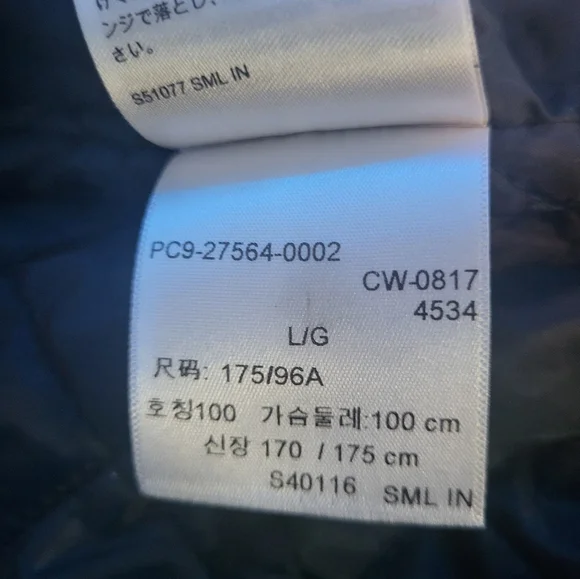 ンジで落とし、
さい。
S51077 SML IN
PC9-27564-0002
CW-0817
4534
L/G
尺码: 175/96A
호칭100 가슴둘레:100 cm
신장 170 / 175 cm
S40116 SML IN